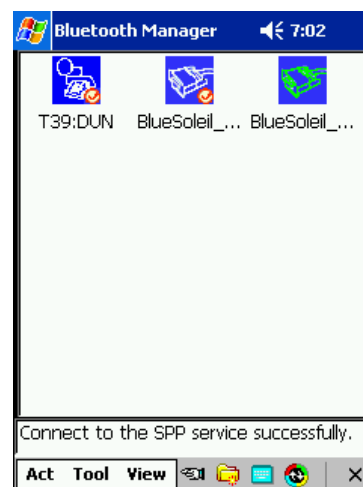 Bluetooth Manager 7:02
T39:DUN BlueSoleil_... BlueSoleil_...
Connect to the SPP service successfully.
Act Tool View